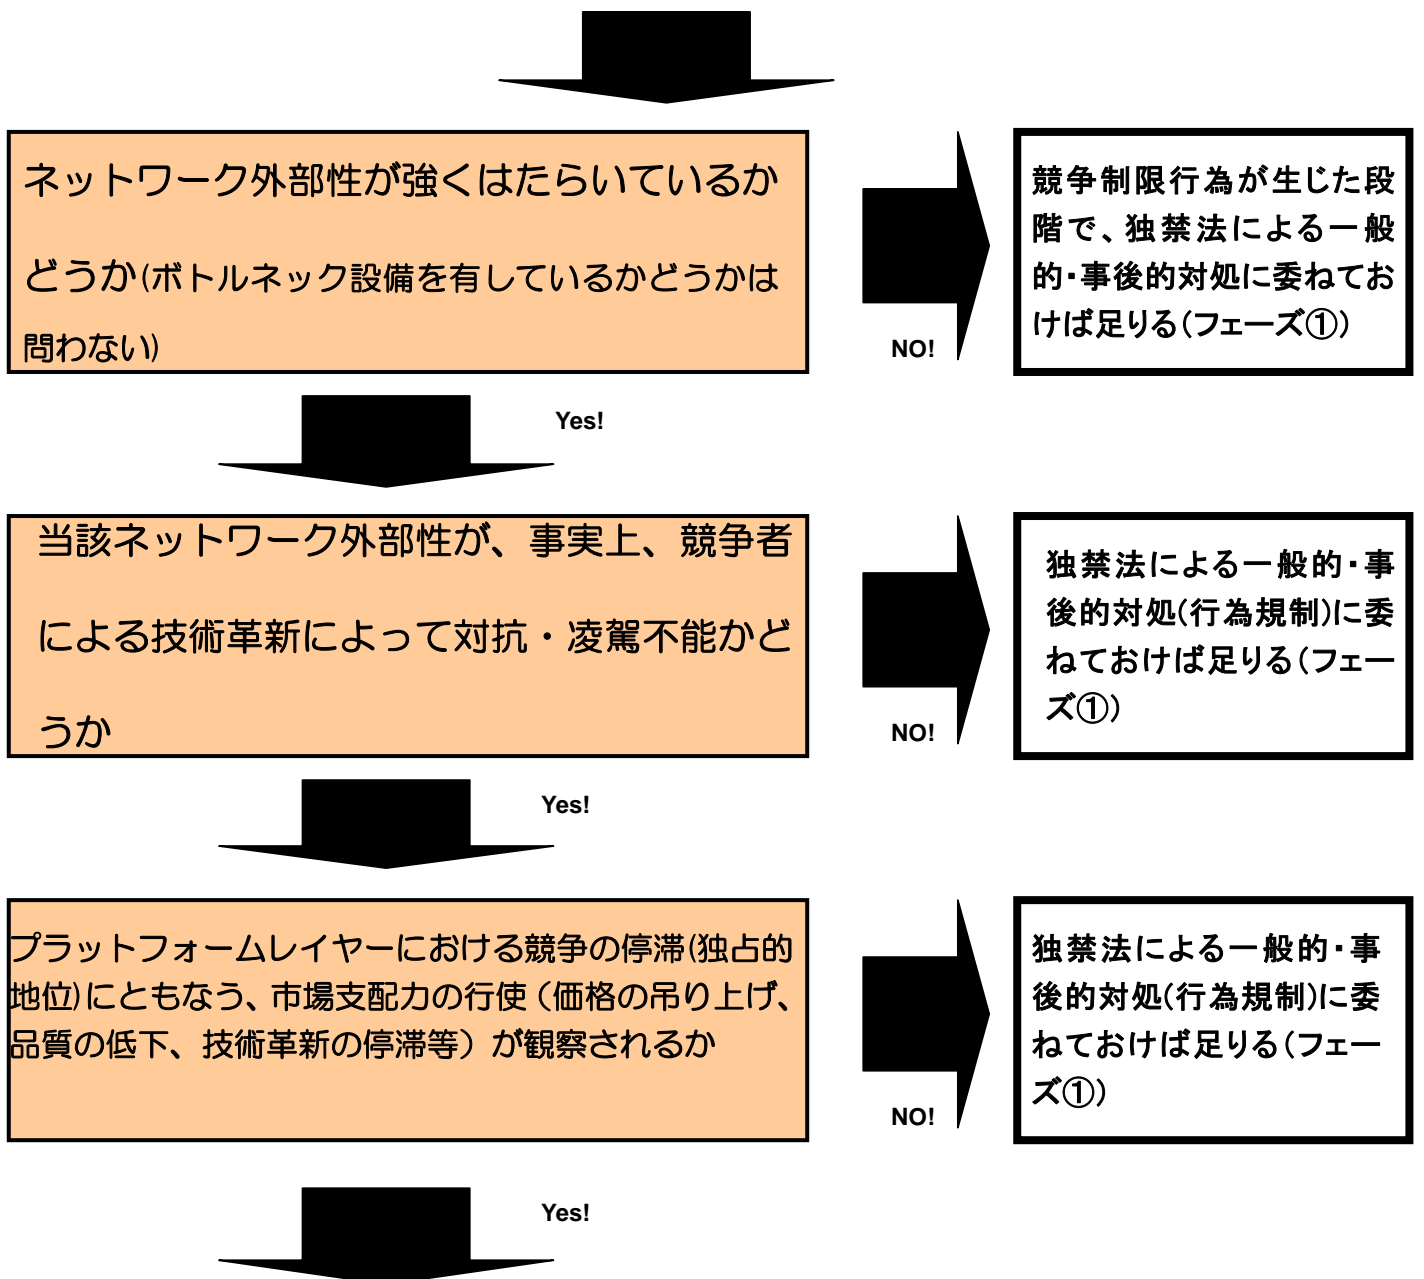 ネットワーク外部性が強くはたらいているか
どうか(ボトルネック設備を有しているかどうかは
問わない)
競争制限行為が生じた段
階で、独禁法による一般
的・事後的対処に委ねてお
けば足りる(フェーズ①)
NO!
Yes!
当該ネットワーク外部性が、事実上、競争者
による技術革新によって対抗・凌駕不能かど
うか
独禁法による一般的・事
後的対処(行為規制)に委
ねておけば足りる(フェー
ズ①)
NO!
Yes!
プラットフォームレイヤーにおける競争の停滞(独占的
地位)にともなう、市場支配力の行使（価格の吊り上げ、
品質の低下、技術革新の停滞等）が観察されるか
独禁法による一般的・事
後的対処(行為規制)に委
ねておけば足りる(フェー
ズ①)
NO!
Yes!